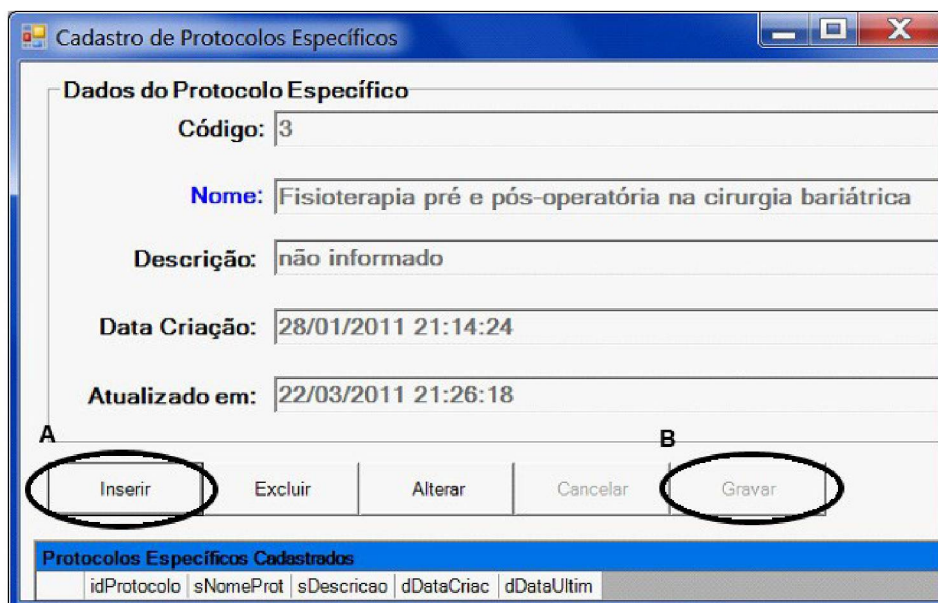 Cadastro de Protocolos Específicos
Dados do Protocolo Específico
Código: 3
Nome: Fisioterapia pré e pós-operatória na cirurgia bariátrica
Descrição: não informado
Data Criação: 28/01/2011 21:14:24
Atualizado em: 22/03/2011 21:26:18
A B
Inserir Excluir Alterar Cancelar Gravar
Protocolos Específicos Cadastrados
idProtocolo sNomeProt sDescricao dDataCriac dDataUltim